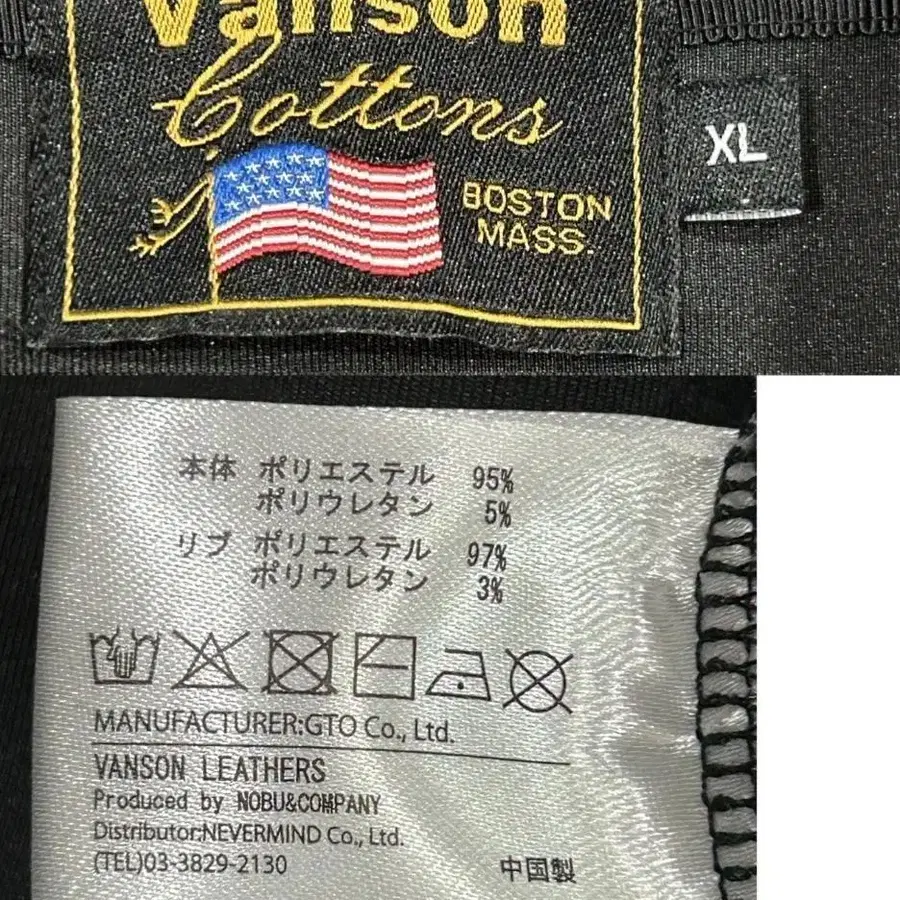 Vanson
Cottons
BOSTON
MASS.
XL
本体 ポリエステル 95%
ポリウレタン 5%
リブ ポリエステル 97%
ポリウレタン 3%
MANUFACTURER:GTO Co., Ltd.
VANSON LEATHERS
Produced by NOBU&COMPANY
Distributor:NEVERMIND Co., Ltd.
(TEL)03-3829-2130
中国製